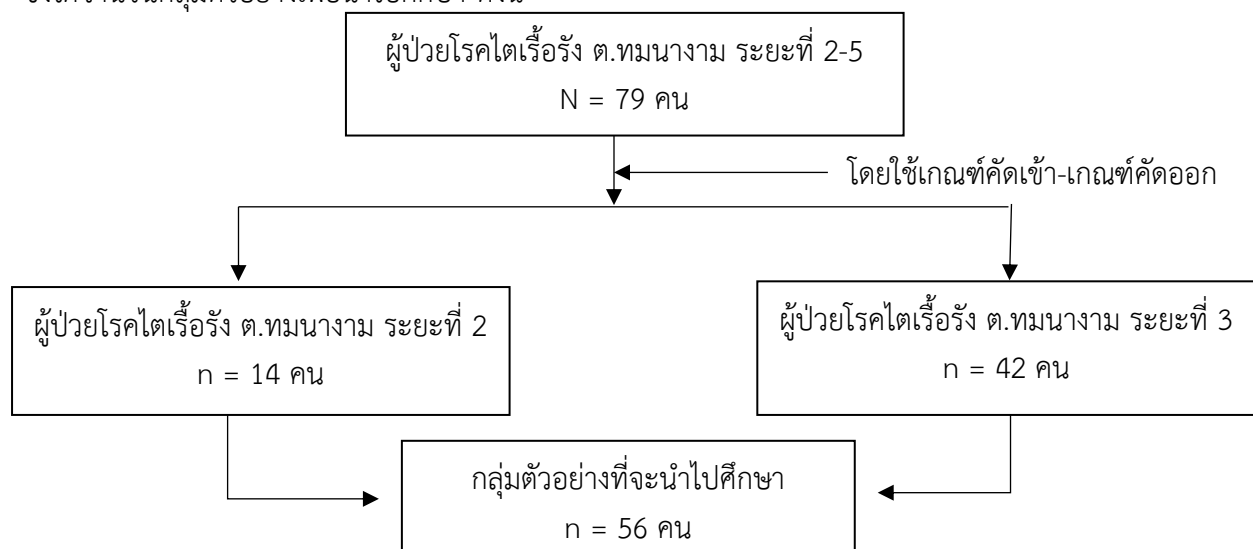 ผู้ป่วยโรคไตเรื้อรัง ต.ทมนางาม ระยะที่ 2-5
N = 79 คน
โดยใช้เกณฑ์คัดเข้า-เกณฑ์คัดออก
ผู้ป่วยโรคไตเรื้อรัง ต.ทมนางาม ระยะที่ 2
n = 14 คน
ผู้ป่วยโรคไตเรื้อรัง ต.ทมนางาม ระยะที่ 3
n = 42 คน
กลุ่มตัวอย่างที่จะนำไปศึกษา
n = 56 คน